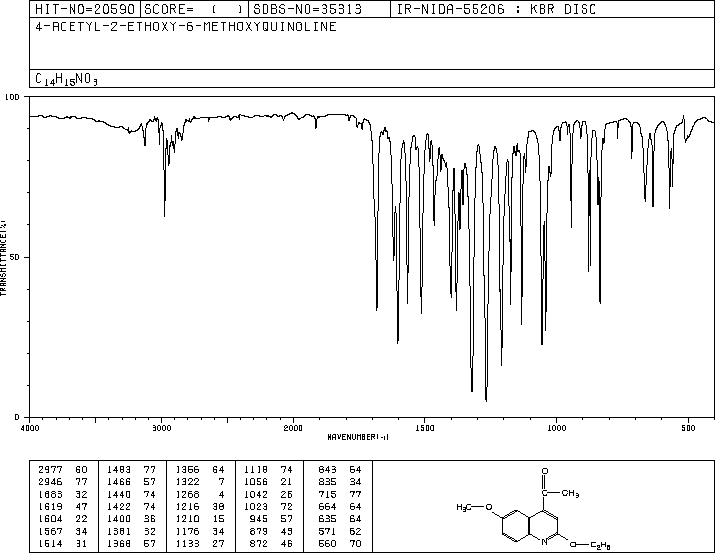 HIT-NO=20590 SCORE= ( ) SDBS-NO=35313 IR-NIDA-55206 : KBR DISC
4-ACETYL-2-ETHOXY-6-METHOXYQUINOLINE
C14H15NO3
100
50
0
TRANSMITTANCE(%)
4000 3000 2000 1500 1000 500
WAVENUMBER(-1)
2977 60 1483 77 1366 64 1118 74 843 64
2946 77 1466 57 1322 7 1056 21 835 34
1683 32 1440 74 1268 4 1042 26 715 77
1619 47 1422 74 1216 38 1023 72 664 64
1604 22 1400 36 1210 15 945 57 635 64
1567 34 1381 32 1176 34 879 49 571 62
1514 31 1368 57 1133 27 872 46 560 70
O
C CH3
H3C O
N O C2H5